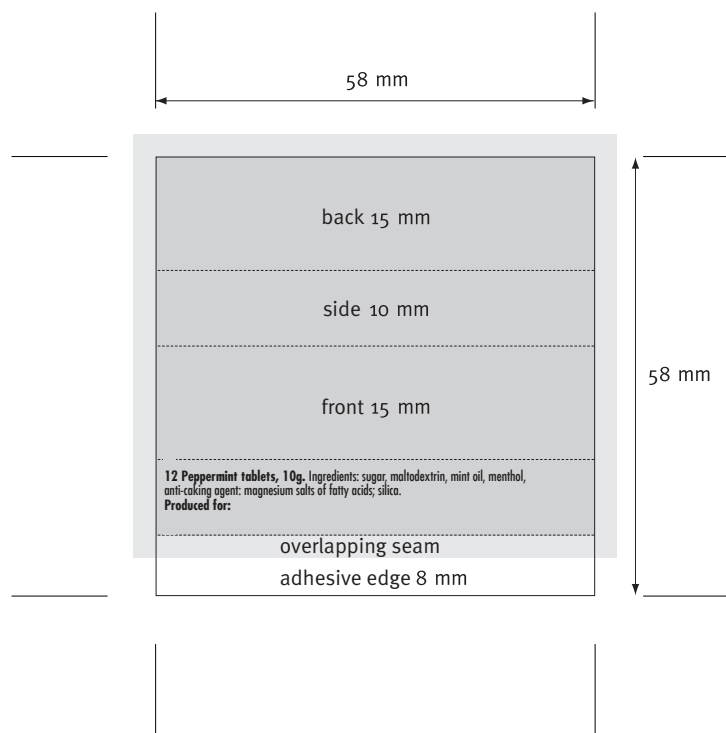 58 mm
back 15 mm
side 10 mm
58 mm
front 15 mm
12 Peppermint tablets, 10g. Ingredients: sugar, maltodextrin, mint oil, menthol,
anti-caking agent: magnesium salts of fatty acids; silica.
Produced for:
overlapping seam
adhesive edge 8 mm